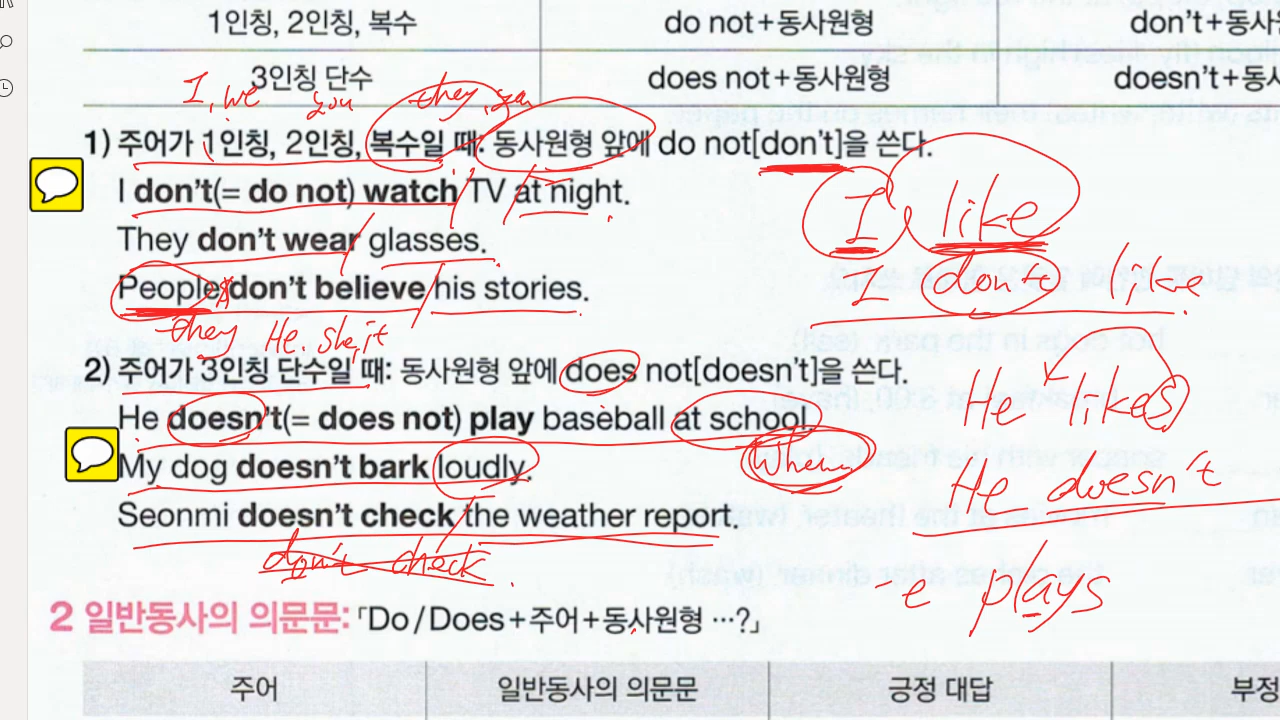 1인칭, 2인칭, 복수 do not+동사원형 don't+동사원
3인칭 단수 does not+동사원형 doesn't+동사
I, we you they, you
1) 주어가 1인칭, 2인칭, 복수일 때: 동사원형 앞에 do not[don't]을 쓴다.
I don't(= do not) watch TV at night.
I like
They don't wear glasses.
People don't believe his stories.
I don't like
they He. she, it
2) 주어가 3인칭 단수일 때: 동사원형 앞에 does not[doesn't]을 쓴다.
He likes
He doesn't(= does not) play baseball at school.
My dog doesn't bark loudly.
He doesn't
Seonmi doesn't check the weather report.
don't check
-e plays
2 일반동사의 의문문: 「Do/Does+주어+동사원형 …?」
주어 일반동사의 의문문 긍정 대답 부정